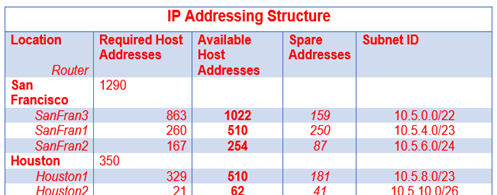 IP Addressing Structure
Location Required Host Available Spare Subnet ID
Addresses Host Addresses
Router Addresses
San 1290
Francisco
SanFran3 863 1022 159 10.5.0.0/22
SanFran1 260 510 250 10.5.4.0/23
SanFran2 167 254 87 10.5.6.0/24
Houston 350
Houston1 329 510 181 10.5.8.0/23
Houston2 21 62 41 10.5.10.0/26